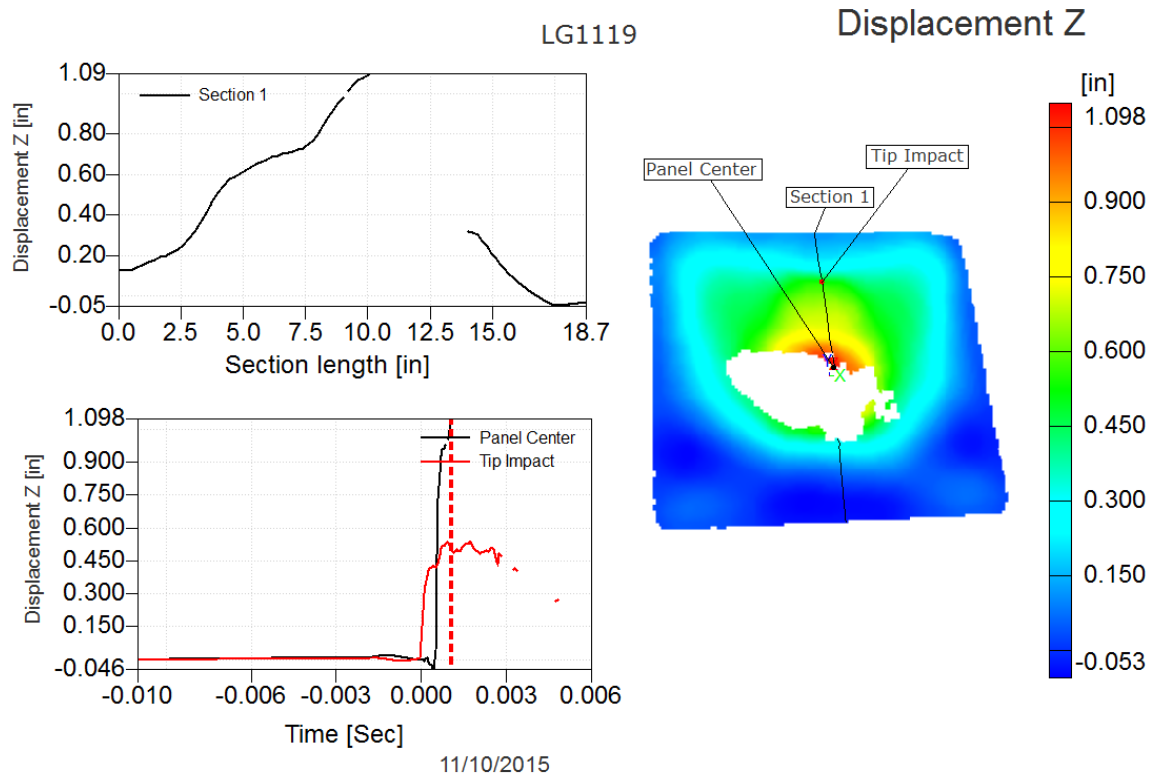 LG1119
Displacement Z
Displacement Z [in]
1.09
0.80
0.60
0.40
0.20
-0.05
Section 1
0.0 2.5 5.0 7.5 10.0 12.5 15.0 18.7
Section length [in]
Displacement Z [in]
1.098
0.900
0.750
0.600
0.450
0.300
0.150
-0.046
Panel Center
Tip Impact
-0.010 -0.006 -0.003 0.000 0.003 0.006
Time [Sec]
11/10/2015
Panel Center
Section 1
Tip Impact
Y
X
[in]
1.098
0.900
0.750
0.600
0.450
0.300
0.150
-0.053